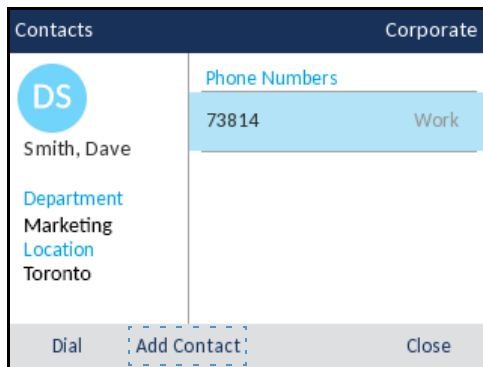 Contacts Corporate
DS
Smith, Dave
Department
Marketing
Location
Toronto
Phone Numbers
73814 Work
Dial Add Contact Close